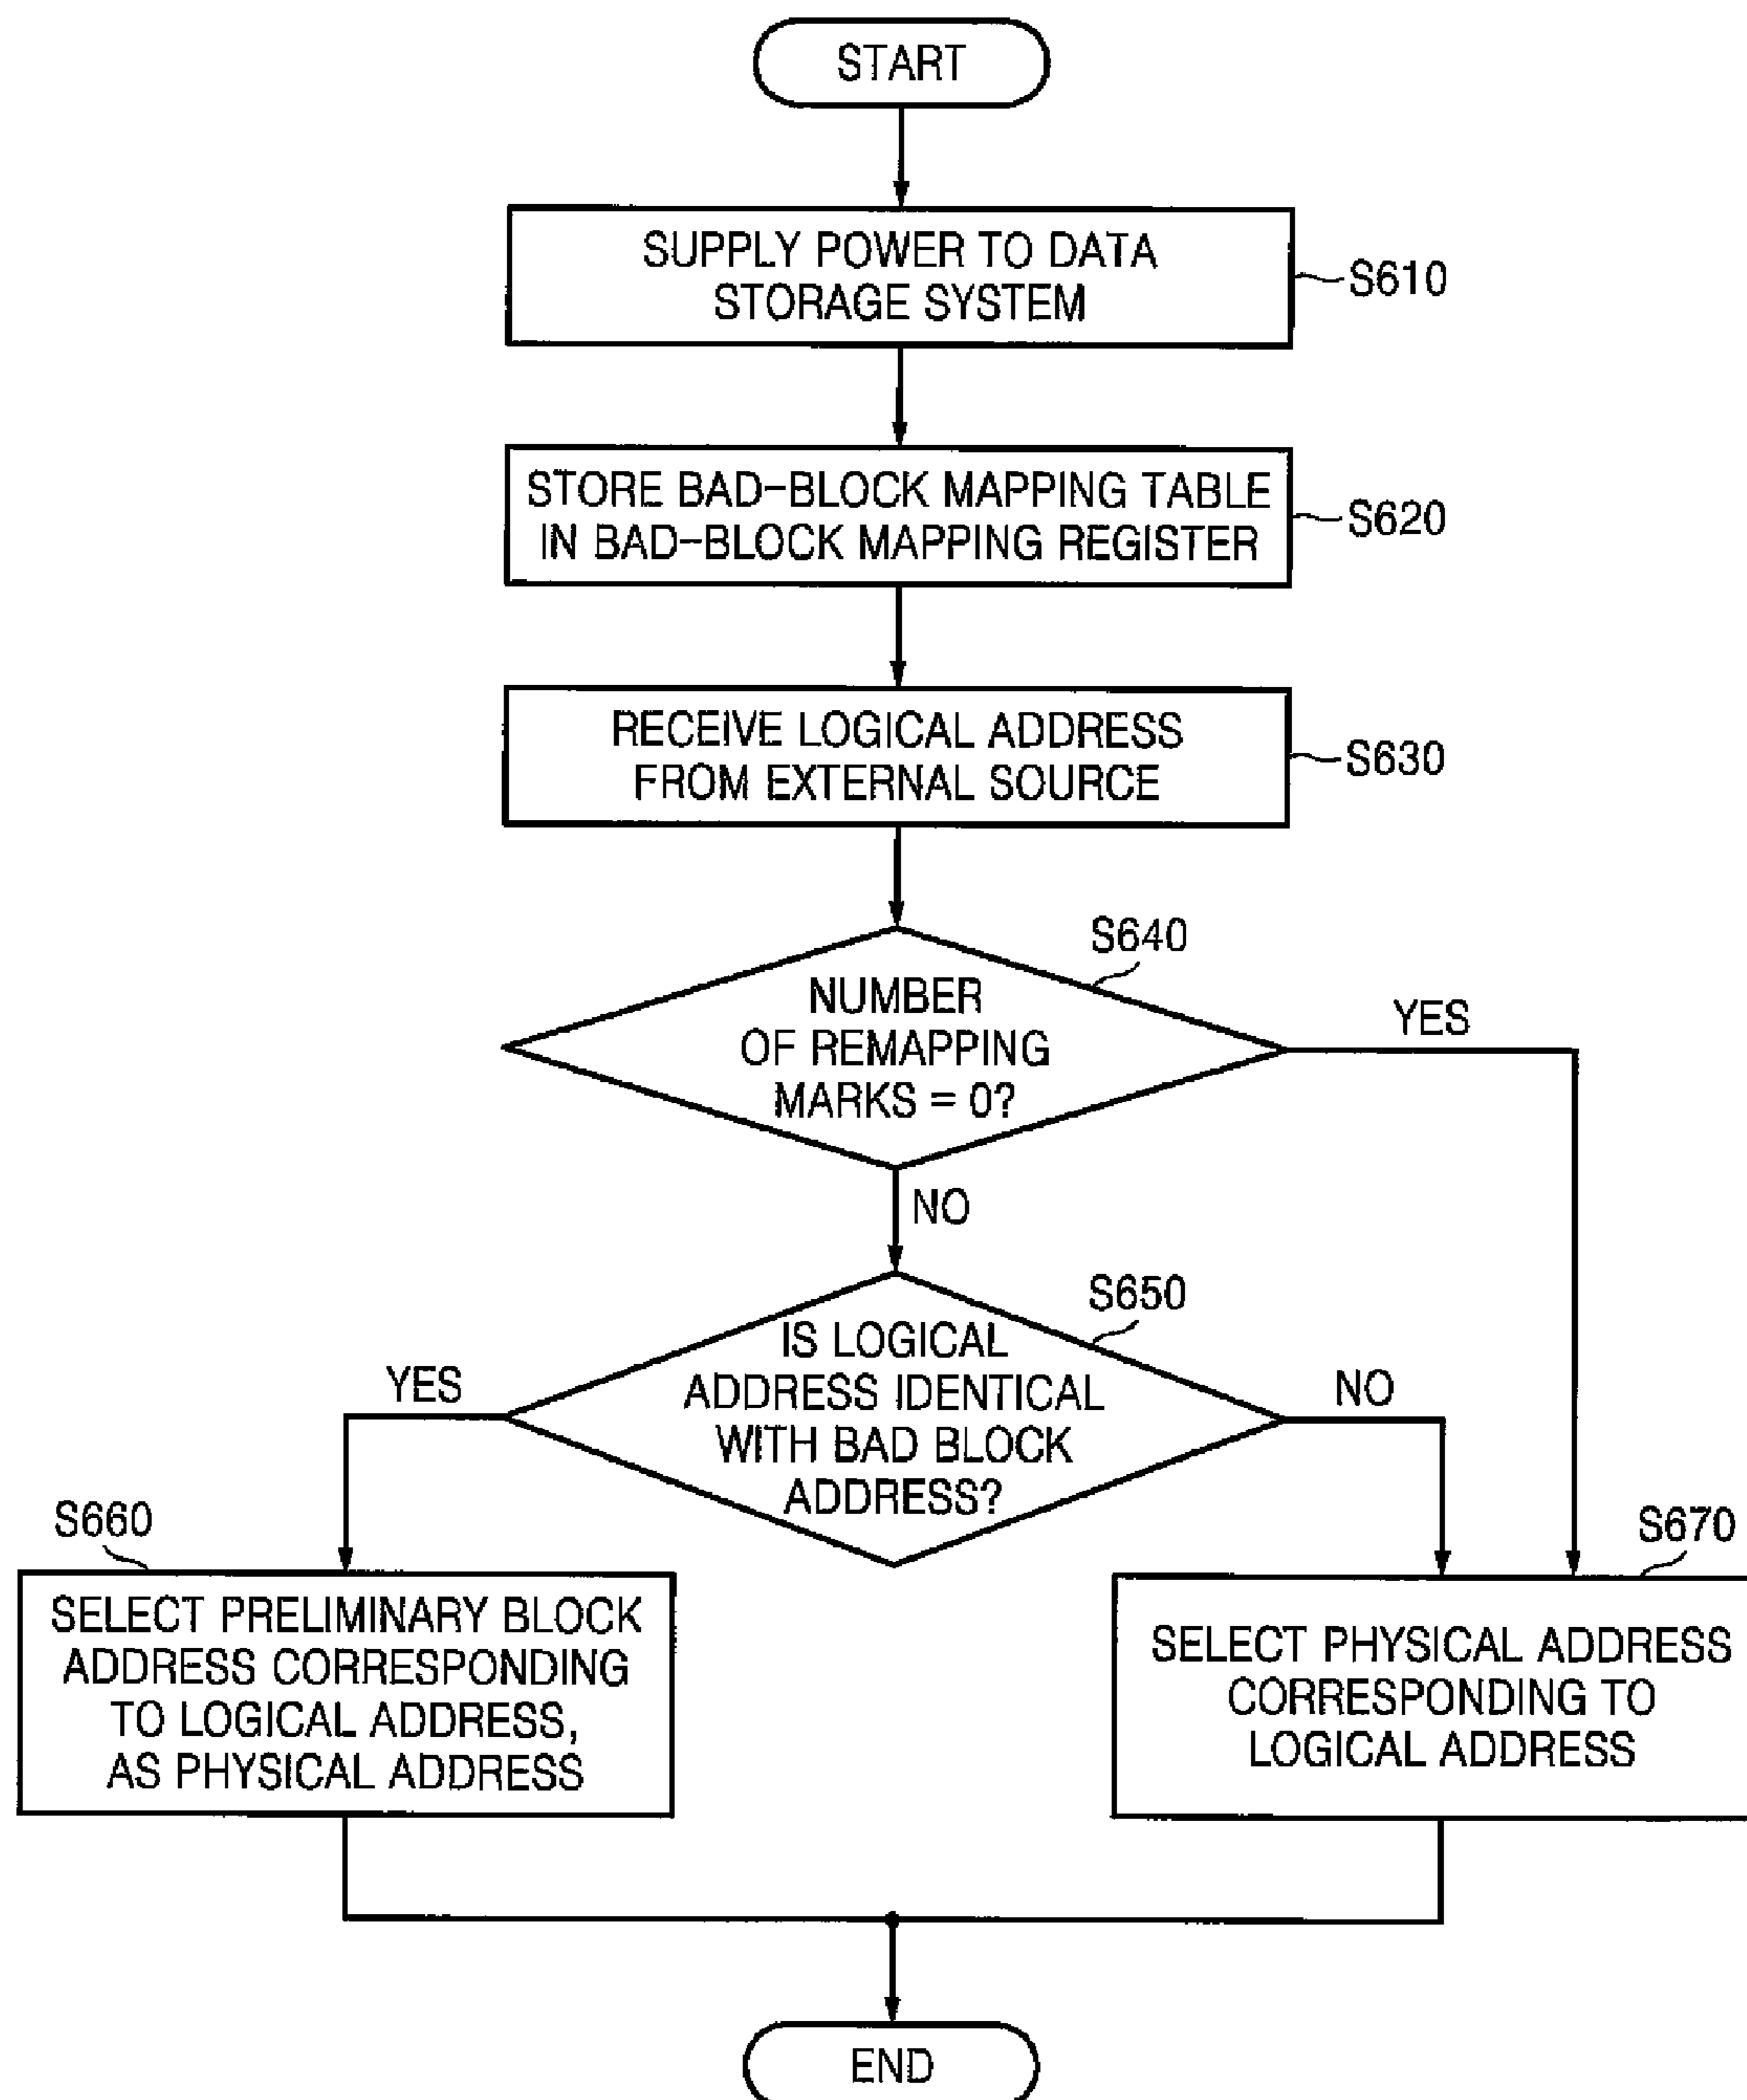 START
SUPPLY POWER TO DATA
STORAGE SYSTEM
S610
STORE BAD-BLOCK MAPPING TABLE
IN BAD-BLOCK MAPPING REGISTER
S620
RECEIVE LOGICAL ADDRESS
FROM EXTERNAL SOURCE
S630
S640
NUMBER
OF REMAPPING
MARKS = 0?
YES
NO
S650
IS LOGICAL
ADDRESS IDENTICAL
WITH BAD BLOCK
ADDRESS?
YES
NO
S660
SELECT PRELIMINARY BLOCK
ADDRESS CORRESPONDING
TO LOGICAL ADDRESS,
AS PHYSICAL ADDRESS
S670
SELECT PHYSICAL ADDRESS
CORRESPONDING TO
LOGICAL ADDRESS
END